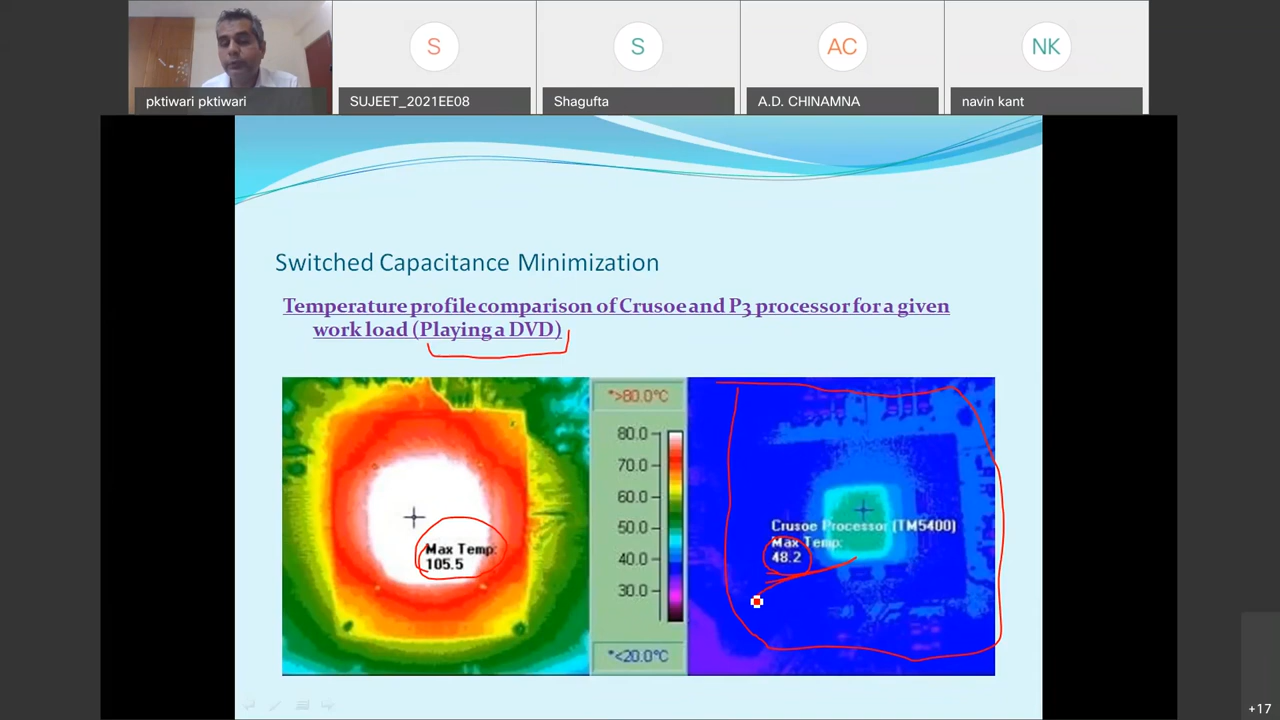 S
S
AC
NK
pktiwari pktiwari
SUJEET_2021EE08
Shagufta
A.D. CHINAMNA
navin kant
Switched Capacitance Minimization
Temperature profile comparison of Crusoe and P3 processor for a given
work load (Playing a DVD)
*>80.0°C
80.0
70.0
60.0
50.0
40.0
30.0
*<20.0°C
Max Temp:
105.5
Crusoe Processor (TM5400)
Max Temp:
48.2
+17